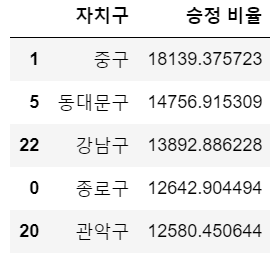 자치구 승정 비율
1 중구 18139.375723
5 동대문구 14756.915309
22 강남구 13892.886228
0 종로구 12642.904494
20 관악구 12580.450644